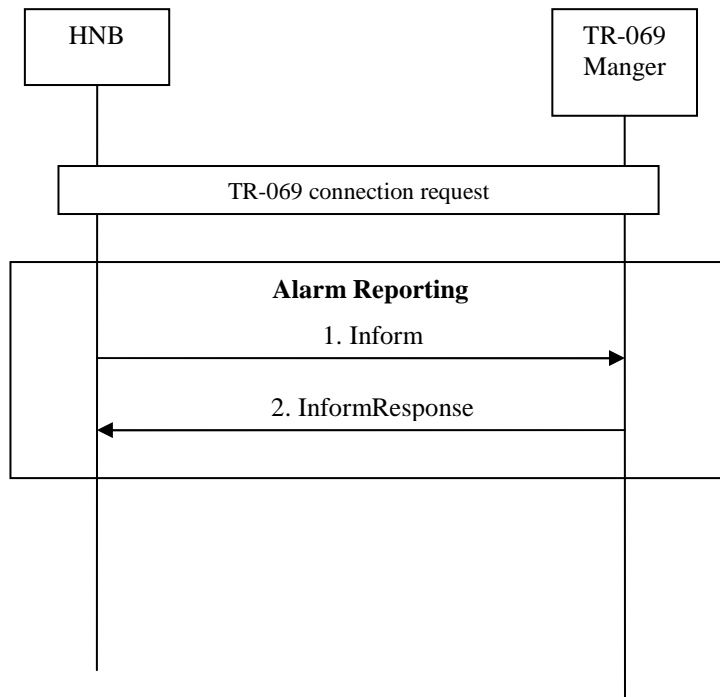 HNB
TR-069
Manger
TR-069 connection request
Alarm Reporting
1. Inform
2. InformResponse